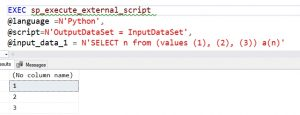 EXEC sp_execute_external_script
@language =N'Python',
@script=N'OutputDataSet = InputDataSet',
@input_data_1 = N'SELECT n from (values (1), (2), (3)) a(n)'
Messages
(No column name)
1
2
3